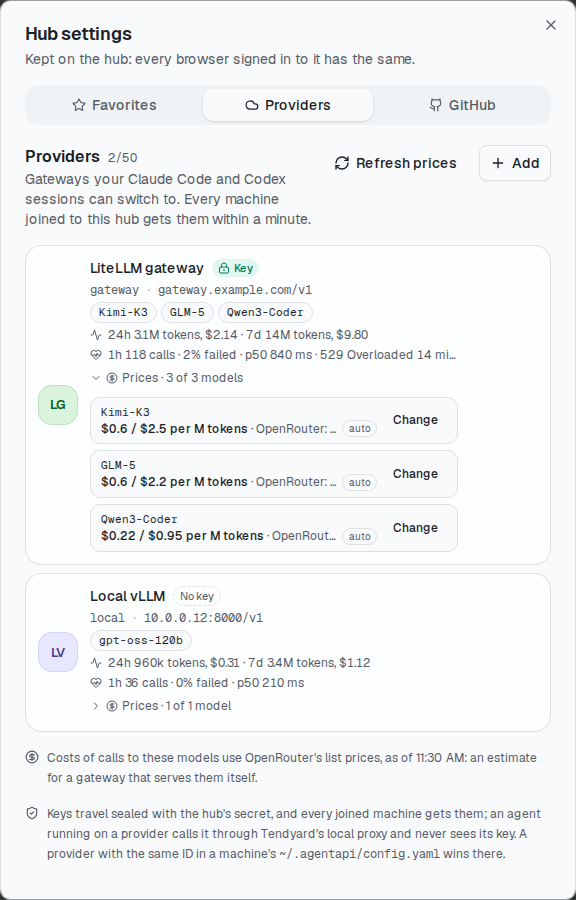 Hub settings
Kept on the hub: every browser signed in to it has the same.
Favorites
Providers
GitHub
Providers 2/50
Refresh prices
Add
Gateways your Claude Code and Codex
sessions can switch to. Every machine
joined to this hub gets them within a minute.
LG
LiteLLM gateway Key
gateway · gateway.example.com/v1
Kimi-K3 GLM-5 Qwen3-Coder
24h 31M tokens, $2.14 · 7d 14M tokens, $9.80
1h 118 calls · 2% failed · p50 840 ms · 529 Overloaded 14 mi…
Prices · 3 of 3 models
Kimi-K3
$0.6 / $2.5 per M tokens · OpenRouter: … auto
Change
GLM-5
$0.6 / $2.2 per M tokens · OpenRouter: … auto
Change
Qwen3-Coder
$0.22 / $0.95 per M tokens · OpenRout… auto
Change
LV
Local vLLM No key
local · 10.0.0.12:8000/v1
gpt-oss-120b
24h 960k tokens, $0.31 · 7d 3.4M tokens, $1.12
1h 36 calls · 0% failed · p50 210 ms
Prices · 1 of 1 model
Costs of calls to these models use OpenRouter's list prices, as of 11:30 AM: an estimate
for a gateway that serves them itself.
Keys travel sealed with the hub's secret, and every joined machine gets them; an agent
running on a provider calls it through Tendyard's local proxy and never sees its key. A
provider with the same ID in a machine's ~/.agentapi/config.yaml wins there.